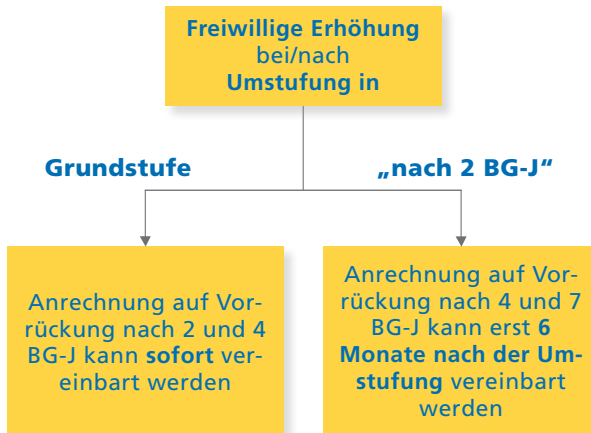 Freiwillige Erhöhung
bei/nach
Umstufung in
Grundstufe
„nach 2 BG-J“
Anrechnung auf Vor-
rückung nach 2 und 4
BG-J kann sofort ver-
einbart werden
Anrechnung auf Vor-
rückung nach 4 und 7
BG-J kann erst 6
Monate nach der Um-
stufung vereinbart
werden